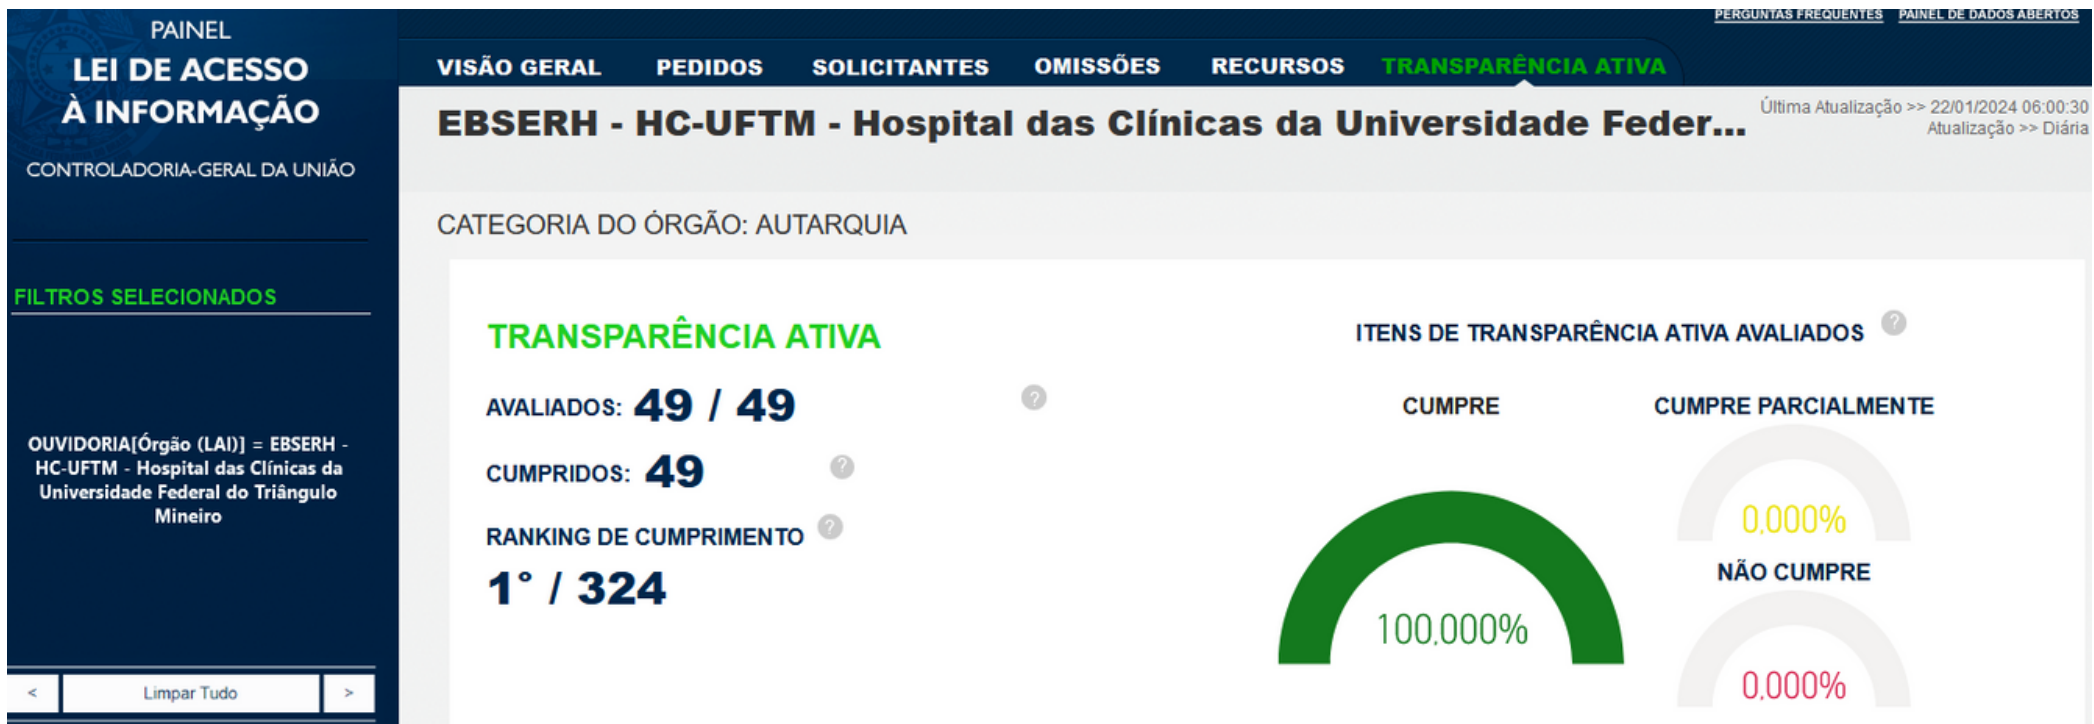 PAINEL
LEI DE ACESSO
À INFORMAÇÃO
CONTROLADORIA-GERAL DA UNIÃO
FILTROS SELECIONADOS
OUVIDORIA[Órgão (LAI)] = EBSERH -
HC-UFTM - Hospital das Clínicas da
Universidade Federal do Triângulo
Mineiro
< Limpar Tudo >
PERGUNTAS FREQUENTES PAINEL DE DADOS ABERTOS
VISÃO GERAL PEDIDOS SOLICITANTES OMISSÕES RECURSOS TRANSPARÊNCIA ATIVA
EBSERH - HC-UFTM - Hospital das Clínicas da Universidade Feder...
Última Atualização >> 22/01/2024 06:00:30
Atualização >> Diária
CATEGORIA DO ÓRGÃO: AUTARQUIA
TRANSPARÊNCIA ATIVA
AVALIADOS: 49 / 49 ?
CUMPRIDOS: 49 ?
RANKING DE CUMPRIMENTO ?
1° / 324
ITENS DE TRANSPARÊNCIA ATIVA AVALIADOS ?
CUMPRE
100,000%
CUMPRE PARCIALMENTE
0,000%
NÃO CUMPRE
0,000%